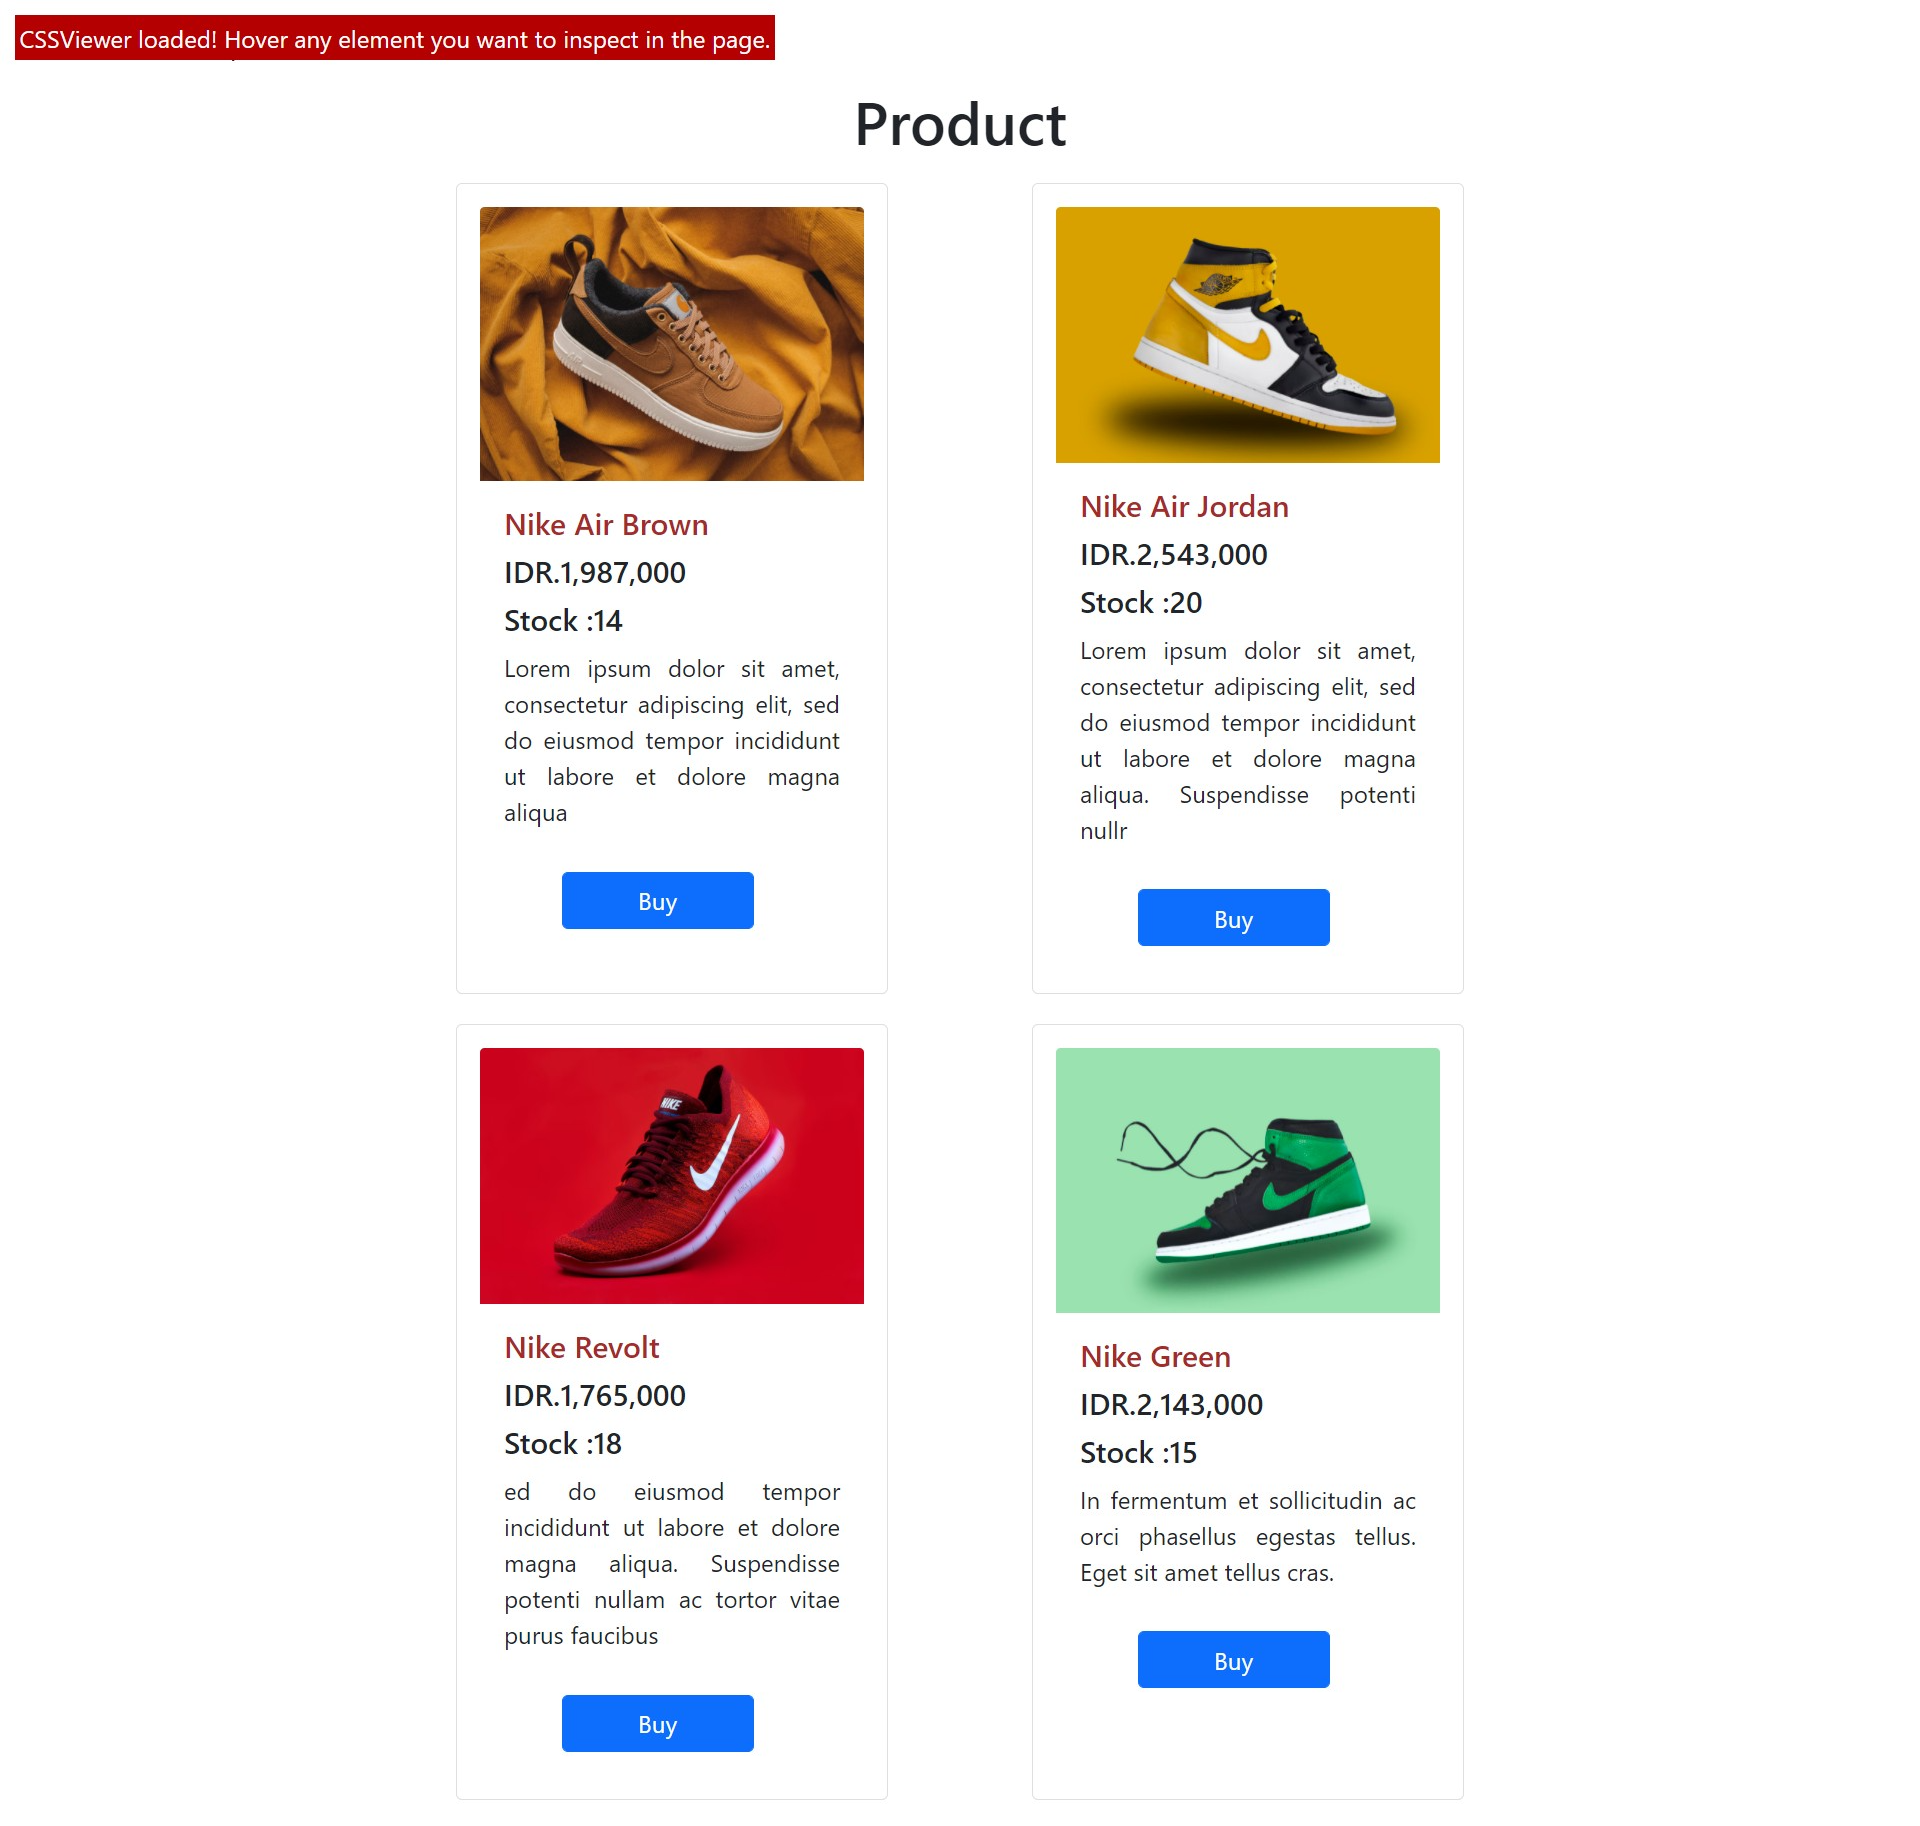 CSSViewer loaded! Hover any element you want to inspect in the page.
Product
Nike Air Brown
IDR.1,987,000
Stock :14
Lorem ipsum dolor sit amet,
consectetur adipiscing elit, sed
do eiusmod tempor incididunt
ut labore et dolore magna
aliqua
Buy
Nike Air Jordan
IDR.2,543,000
Stock :20
Lorem ipsum dolor sit amet,
consectetur adipiscing elit, sed
do eiusmod tempor incididunt
ut labore et dolore magna
aliqua. Suspendisse potenti
nullr
Buy
NIKE
Nike Revolt
IDR.1,765,000
Stock :18
ed do eiusmod tempor
incididunt ut labore et dolore
magna aliqua. Suspendisse
potenti nullam ac tortor vitae
purus faucibus
Buy
Nike Green
IDR.2,143,000
Stock :15
In fermentum et sollicitudin ac
orci phasellus egestas tellus.
Eget sit amet tellus cras.
Buy